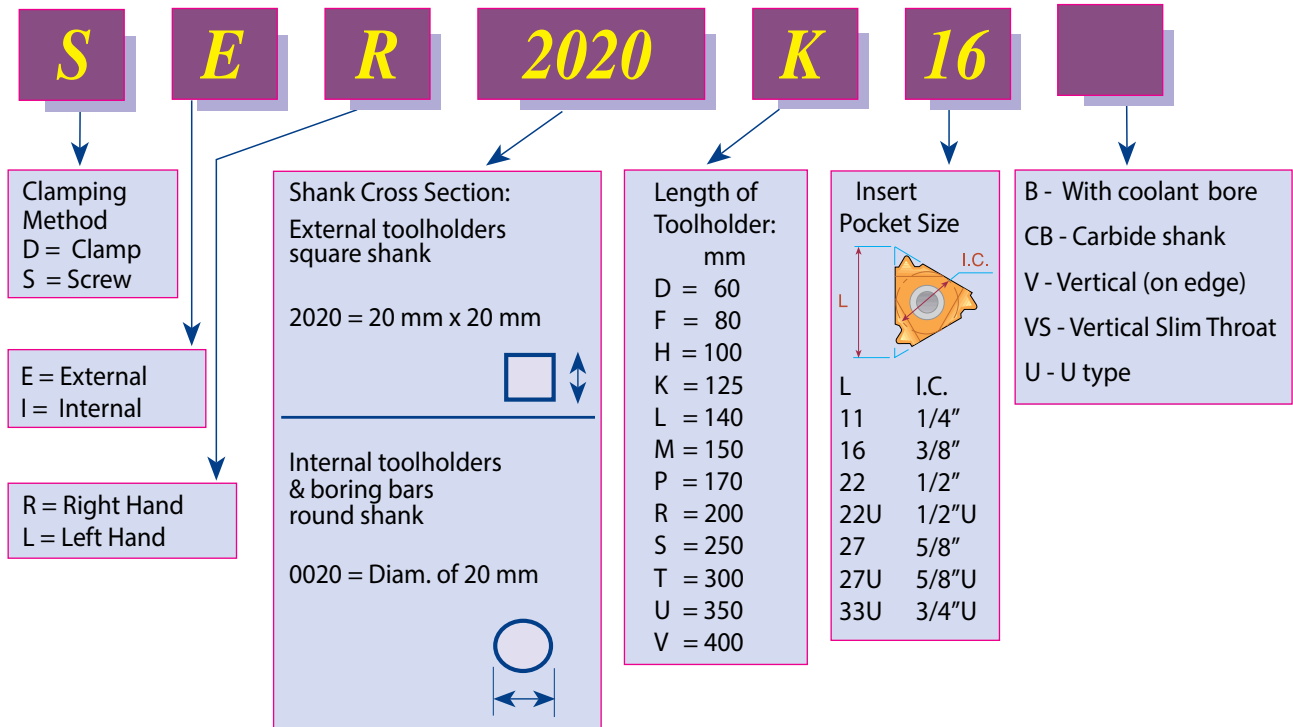 S E R 2020 K 16
Clamping
Method
D = Clamp
S = Screw
E = External
I = Internal
R = Right Hand
L = Left Hand
Shank Cross Section:
External toolholders
square shank
2020 = 20 mm x 20 mm
Internal toolholders
& boring bars
round shank
0020 = Diam. of 20 mm
Length of
Toolholder:
mm
D = 60
F = 80
H = 100
K = 125
L = 140
M = 150
P = 170
R = 200
S = 250
T = 300
U = 350
V = 400
Insert
Pocket Size
I.C.
L
L I.C.
11 1/4″
16 3/8″
22 1/2″
22U 1/2″U
27 5/8″
27U 5/8″U
33U 3/4″U
B - With coolant bore
CB - Carbide shank
V - Vertical (on edge)
VS - Vertical Slim Throat
U - U type